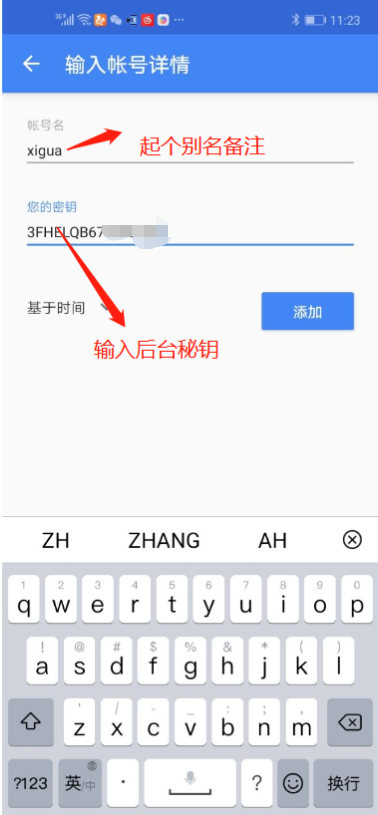 11:23
输入帐号详情
帐号名
xigua
起个别名备注
您的密钥
3FHELQB67
基于时间
添加
输入后台秘钥
ZH ZHANG AH
1 2 3 4 5 6 7 8 9 0
q w e r t y u i o p
! @ # $ % & * ( )
a s d f g h j k l
' / - _ : ; ,
z x c v b n m
?123 英/中 · ? 换行